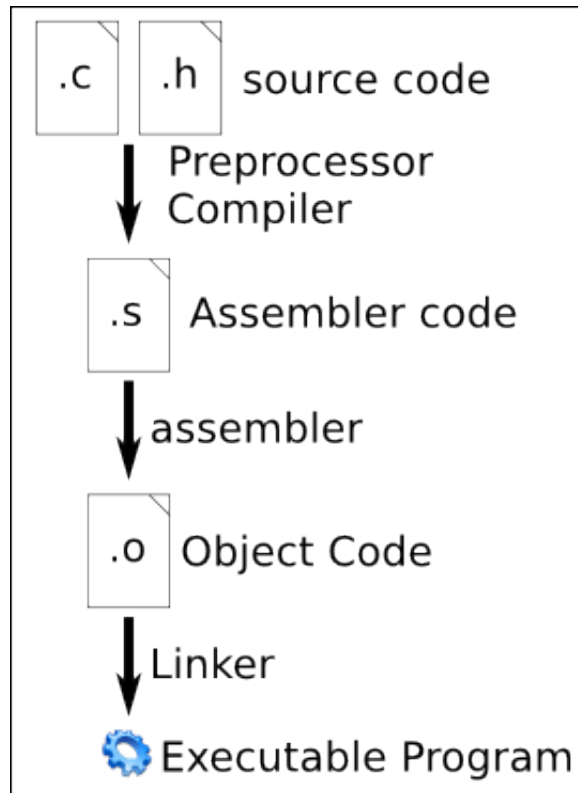 .c .h source code
Preprocessor
Compiler
.s Assembler code
assembler
.o Object Code
Linker
Executable Program